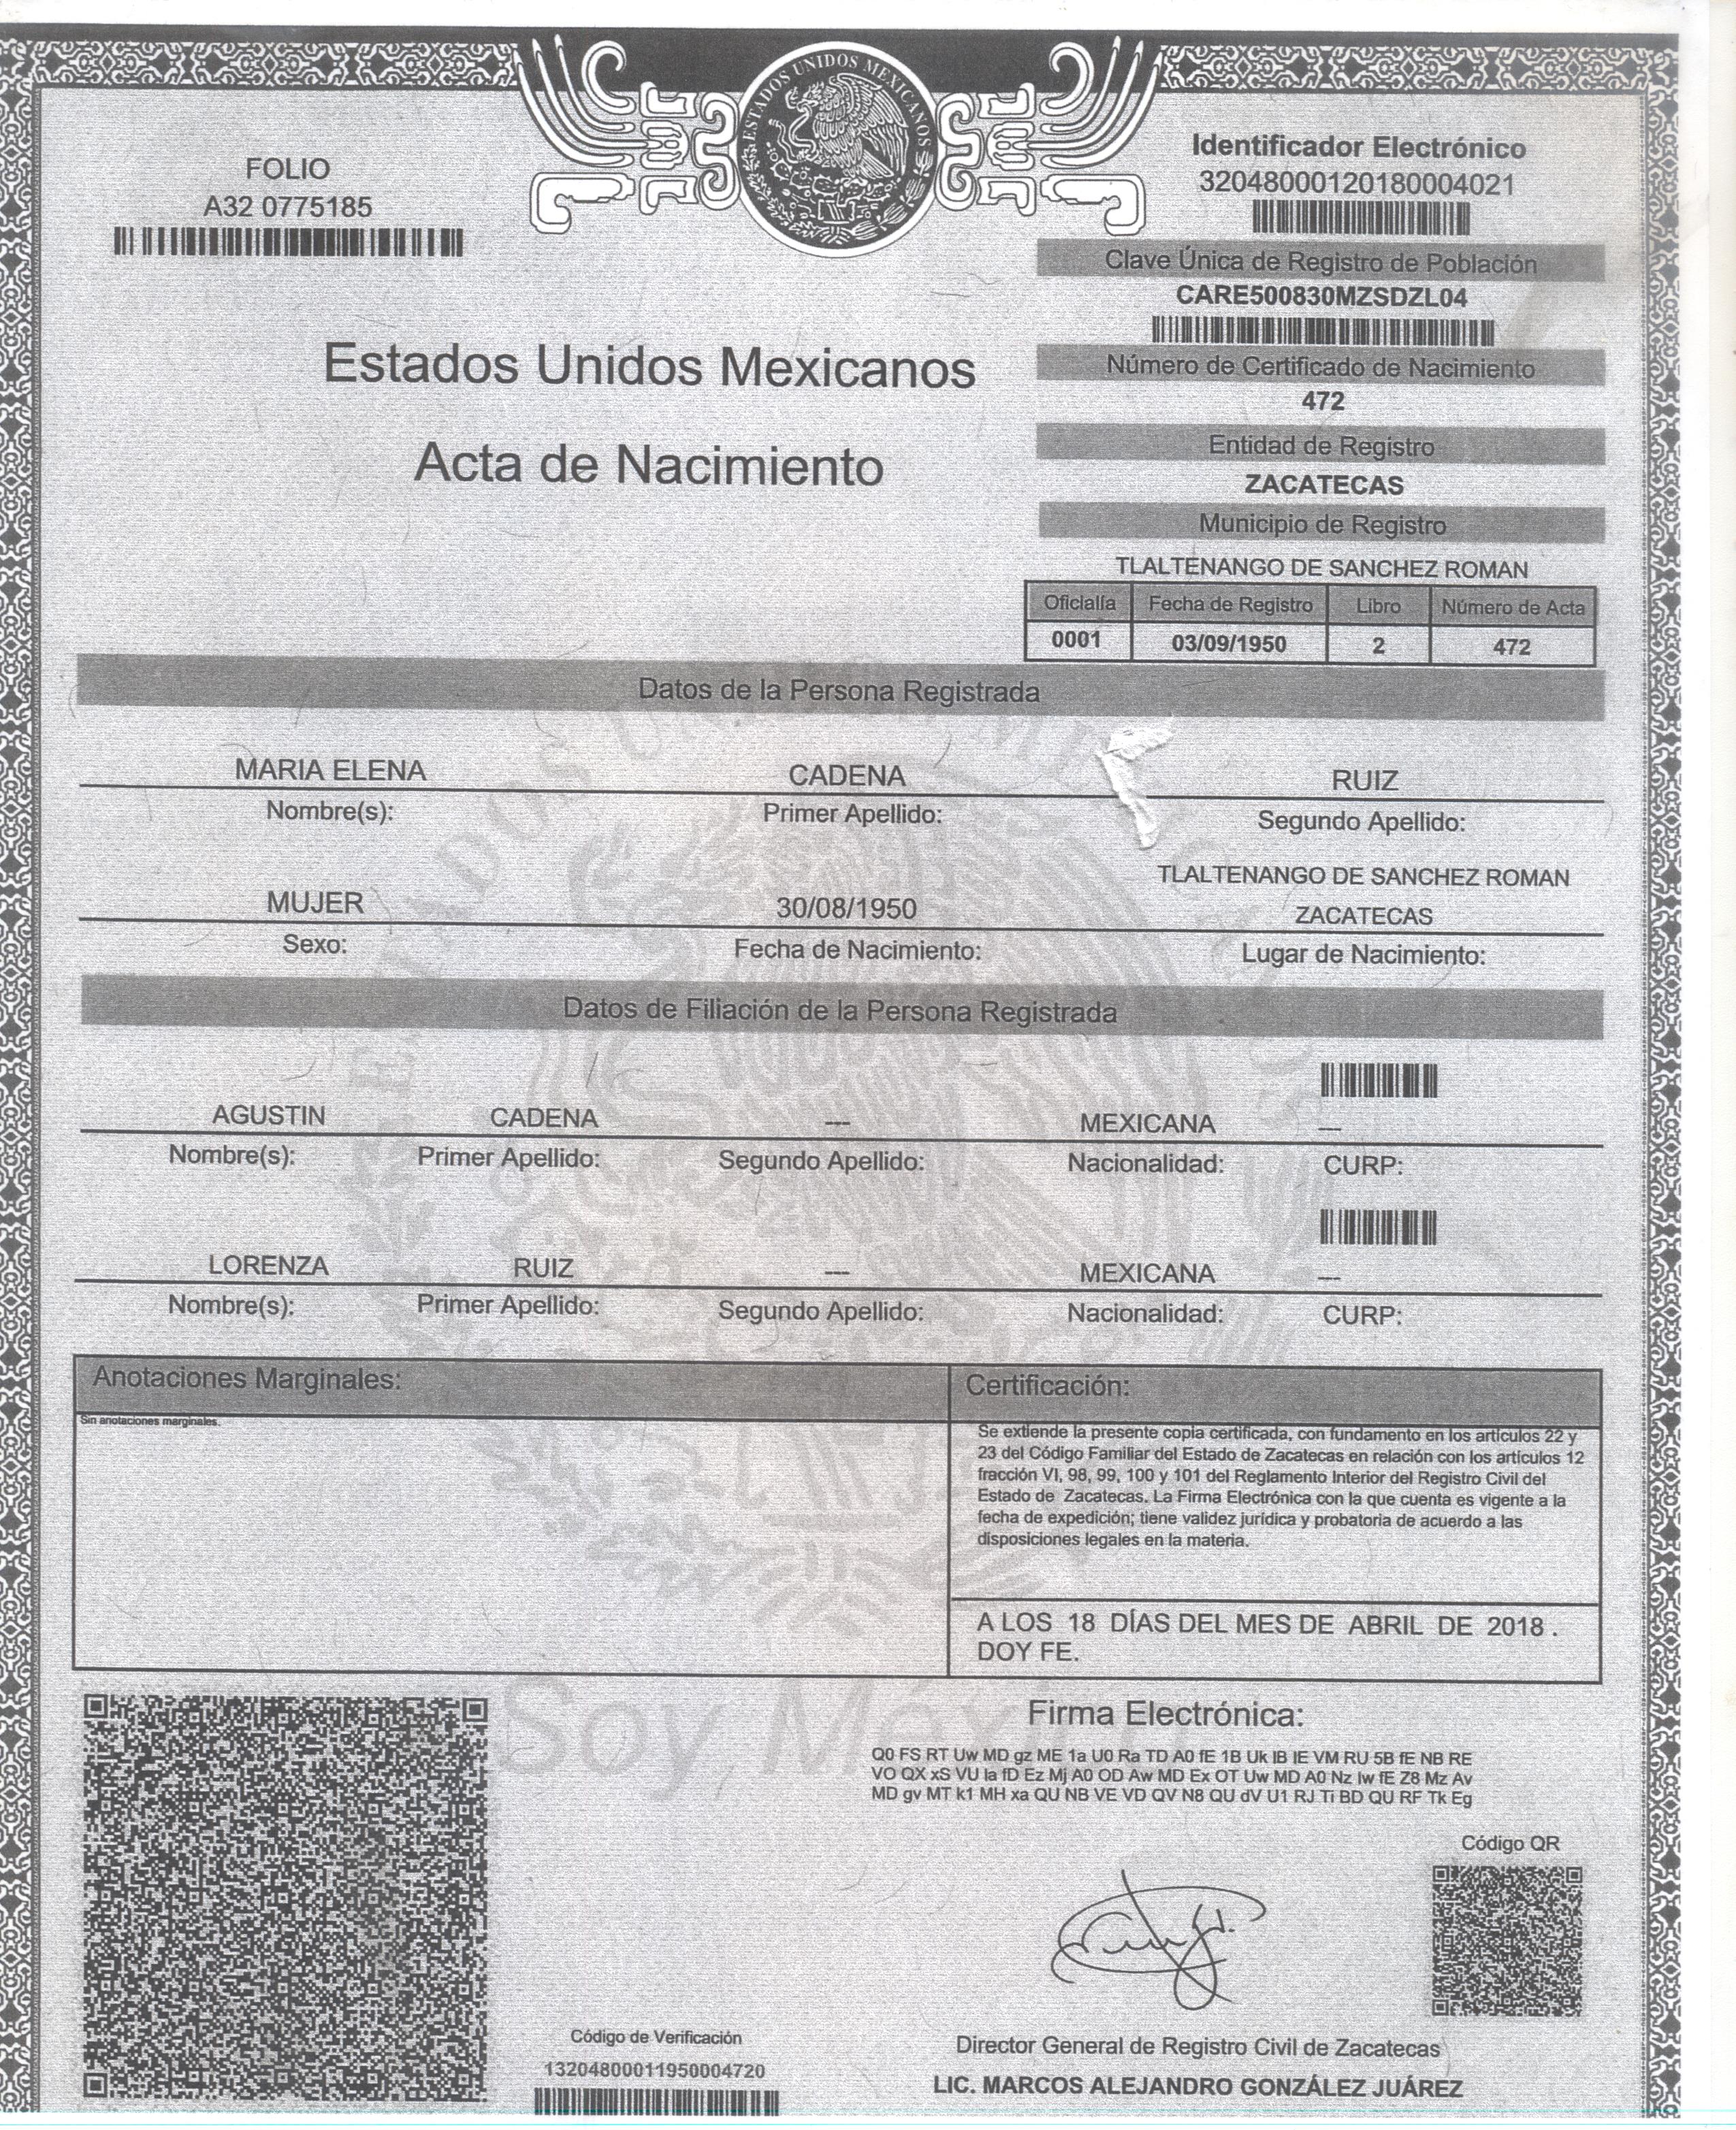 ESTADOS UNIDOS MEXICANOS
FOLIO
A32 0775185
Identificador Electrónico
32048000120180004021
Clave Única de Registro de Población
CARE500830MZSDZL04
Número de Certificado de Nacimiento
472
Entidad de Registro
ZACATECAS
Municipio de Registro
TLALTENANGO DE SANCHEZ ROMAN
Estados Unidos Mexicanos
Acta de Nacimiento
Oficialía Fecha de Registro Libro Número de Acta
0001 03/09/1950 2 472
Datos de la Persona Registrada
MARIA ELENA CADENA RUIZ
Nombre(s): Primer Apellido: Segundo Apellido:
TLALTENANGO DE SANCHEZ ROMAN
MUJER 30/08/1950 ZACATECAS
Sexo: Fecha de Nacimiento: Lugar de Nacimiento:
Datos de Filiación de la Persona Registrada
AGUSTIN CADENA --- MEXICANA ---
Nombre(s): Primer Apellido: Segundo Apellido: Nacionalidad: CURP:
LORENZA RUIZ --- MEXICANA ---
Nombre(s): Primer Apellido: Segundo Apellido: Nacionalidad: CURP:
Anotaciones Marginales:
Sin anotaciones marginales.
Certificación:
Se extiende la presente copia certificada, con fundamento en los artículos 22 y
23 del Código Familiar del Estado de Zacatecas en relación con los artículos 12
fracción VI, 98, 99, 100 y 101 del Reglamento Interior del Registro Civil del
Estado de Zacatecas. La Firma Electrónica con la que cuenta es vigente a la
fecha de expedición; tiene validez jurídica y probatoria de acuerdo a las
disposiciones legales en la materia.
A LOS 18 DÍAS DEL MES DE ABRIL DE 2018 .
DOY FE.
Soy Méxi
Firma Electrónica:
Q0 FS RT Uw MD gz ME 1a U0 Ra TD A0 fE 1B Uk IB IE VM RU 5B fE NB RE
VO QX xS VU la fD Ez Mj A0 OD Aw MD Ex OT Uw MD A0 Nz Iw fE Z8 Mz Av
MD gv MT k1 MH xa QU NB VE VD QV N8 QU dV U1 RJ Ti BD QU RF Tk Eg
Código QR
Código de Verificación
13204800011950004720
Director General de Registro Civil de Zacatecas
LIC. MARCOS ALEJANDRO GONZÁLEZ JUÁREZ